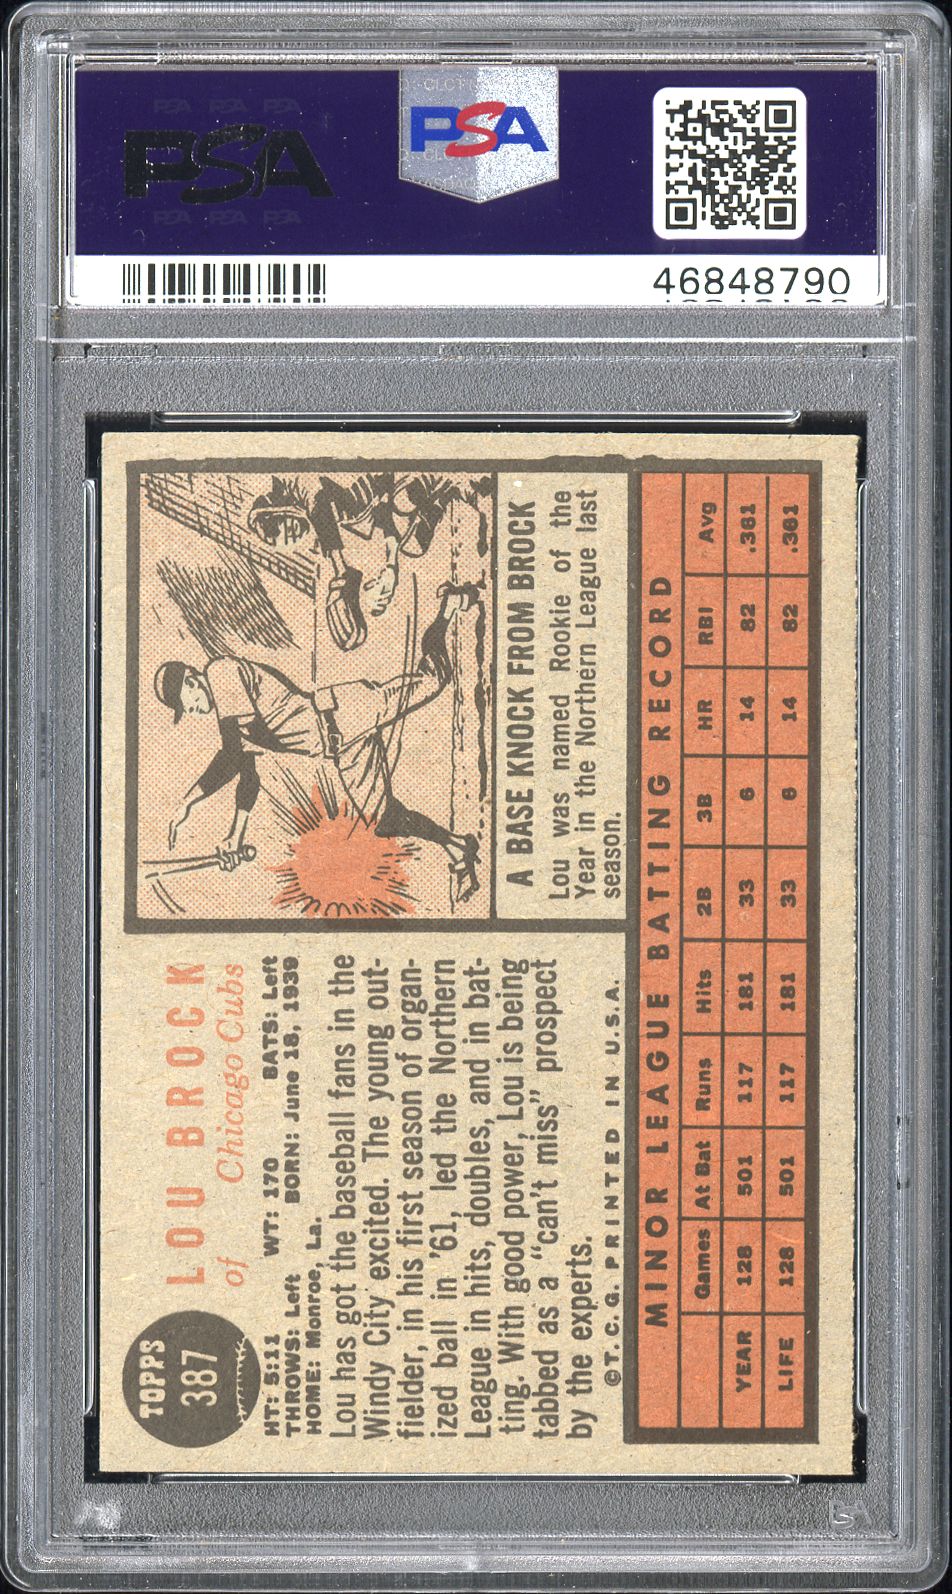 PSA PSA PSA
PSA
PSA PSA PSA
PSA
46848790
TOPPS
387
LOU BROCK
of Chicago Cubs
HT: 5:11 WT: 170 BATS: Left
THROWS: Left BORN: June 18, 1939
HOME: Monroe, La.
Lou has got the baseball fans in the
Windy City excited. The young out-
fielder, in his first season of organ-
ized ball in '61, led the Northern
League in hits, doubles, and in bat-
ting. With good power, Lou is being
tabbed as a "can't miss" prospect
by the experts.
©T. C. G. PRINTED IN U.S.A.
A BASE KNOCK FROM BROCK
Lou was named Rookie of the
Year in the Northern League last
season.
MINOR LEAGUE BATTING RECORD
Games At Bat Runs Hits 2B 3B HR RBI Avg
YEAR 128 501 117 181 33 6 14 82 .361
LIFE 128 501 117 181 33 6 14 82 .361